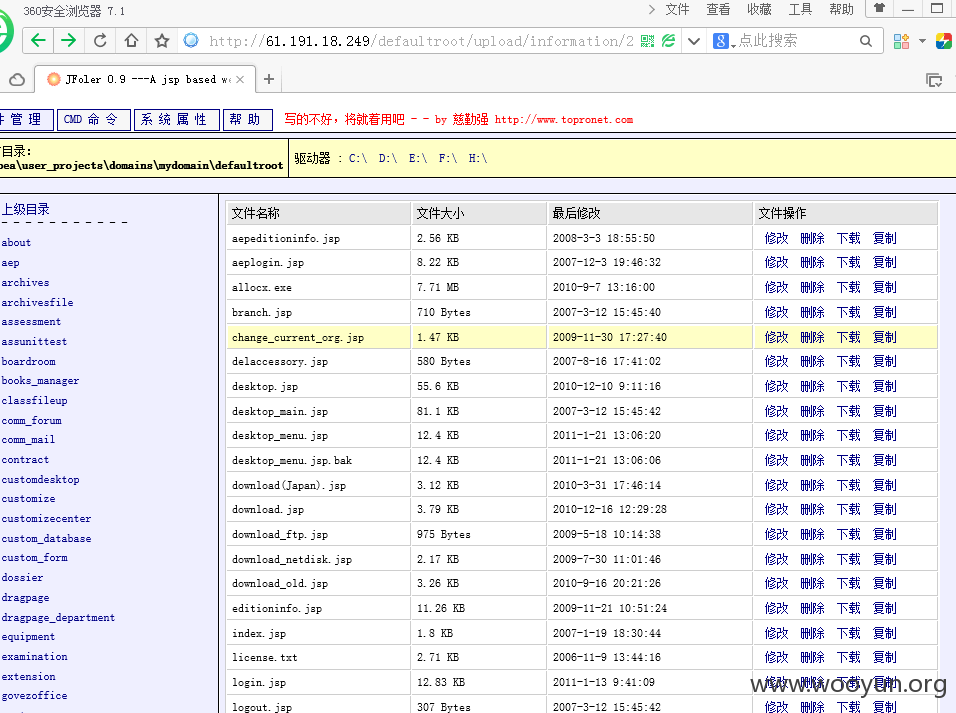 360安全浏览器 7.1
文件 查看 收藏 工具 帮助
http://61.191.18.249/defaultroot/upload/information/2
8 点此搜索
JFoler 0.9 ---A jsp based w
件 管 理 CMD 命 令 系 统 属 性 帮 助 写的不好，将就着用吧 - - by 慈勤强 http://www.topronet.com
目录：
bea\user_projects\domains\mydomain\defaultroot
驱动器 : C:\ D:\ E:\ F:\ H:\
上级目录
- - - - - - - - - - -
about
aep
archives
archivesfile
assessment
assunittest
boardroom
books_manager
classfileup
comm_forum
comm_mail
contract
customdesktop
customize
customizecenter
custom_database
custom_form
dossier
dragpage
dragpage_department
equipment
examination
extension
govezoffice
文件名称 文件大小 最后修改 文件操作
aepeditioninfo.jsp 2.56 KB 2008-3-3 18:55:50 修改 删除 下载 复制
aeplogin.jsp 8.22 KB 2007-12-3 19:46:32 修改 删除 下载 复制
allocx.exe 7.71 MB 2010-9-7 13:16:00 修改 删除 下载 复制
branch.jsp 710 Bytes 2007-3-12 15:45:40 修改 删除 下载 复制
change_current_org.jsp 1.47 KB 2009-11-30 17:27:40 修改 删除 下载 复制
delaccessory.jsp 580 Bytes 2007-8-16 17:41:02 修改 删除 下载 复制
desktop.jsp 55.6 KB 2010-12-10 9:11:16 修改 删除 下载 复制
desktop_main.jsp 81.1 KB 2007-3-12 15:45:42 修改 删除 下载 复制
desktop_menu.jsp 12.4 KB 2011-1-21 13:06:20 修改 删除 下载 复制
desktop_menu.jsp.bak 12.4 KB 2011-1-21 13:06:06 修改 删除 下载 复制
download(Japan).jsp 3.12 KB 2010-3-31 17:46:14 修改 删除 下载 复制
download.jsp 3.79 KB 2010-12-16 12:29:28 修改 删除 下载 复制
download_ftp.jsp 975 Bytes 2009-5-18 10:14:38 修改 删除 下载 复制
download_netdisk.jsp 2.17 KB 2009-7-30 11:01:46 修改 删除 下载 复制
download_old.jsp 3.26 KB 2010-9-16 20:21:26 修改 删除 下载 复制
editioninfo.jsp 11.26 KB 2009-11-21 10:51:24 修改 删除 下载 复制
index.jsp 1.8 KB 2007-1-19 18:30:44 修改 删除 下载 复制
license.txt 2.71 KB 2006-11-9 13:44:16 修改 删除 下载 复制
login.jsp 12.83 KB 2011-1-13 9:41:09 修改 删除 下载 复制
logout.jsp 307 Bytes 2007-3-12 15:45:42 修改 删除 下载 复制
www.wooyun.org